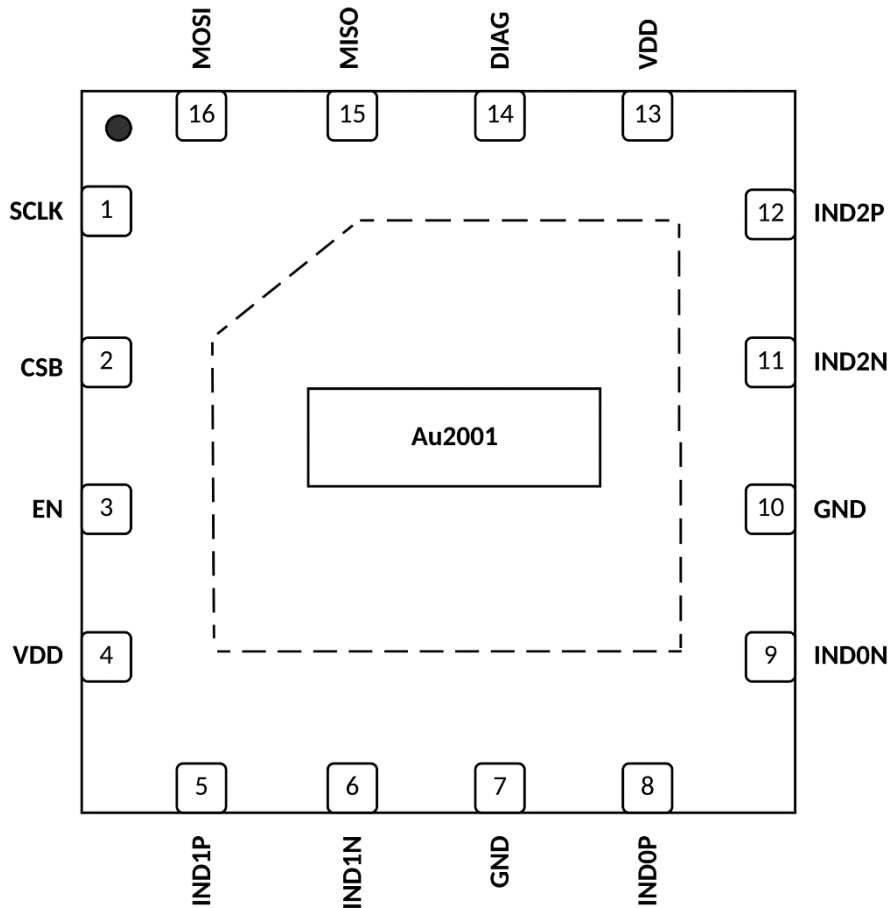 MOSI
MISO
DIAG
VDD
16
15
14
13
SCLK
1
12
IND2P
CSB
2
11
IND2N
Au2001
EN
3
10
GND
VDD
4
9
IND0N
5
6
7
8
IND1P
IND1N
GND
IND0P